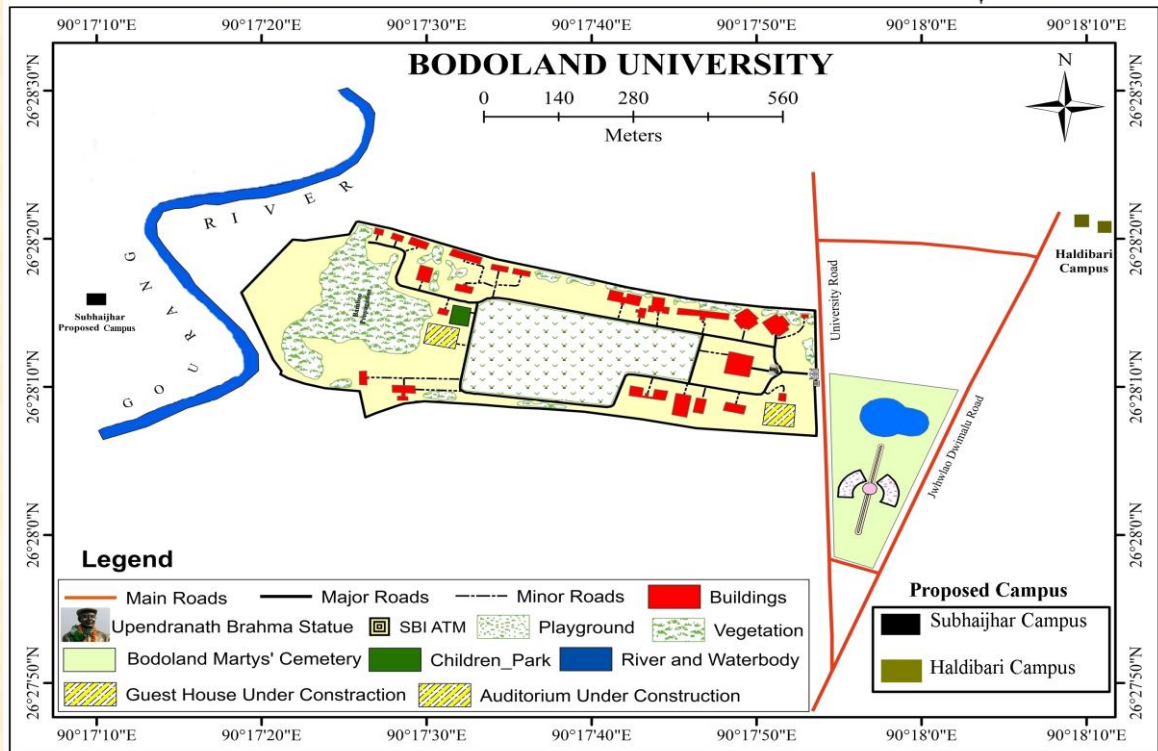 90°17'10"E 90°17'20"E 90°17'30"E 90°17'40"E 90°17'50"E 90°18'0"E 90°18'10"E
BODOLAND UNIVERSITY
0 140 280 560
Meters
N
26°28'30"N 26°28'30"N
26°28'20"N 26°28'20"N
26°28'10"N 26°28'10"N
26°28'0"N 26°28'0"N
26°27'50"N 26°27'50"N
GOURANG RIVER
Subhaijhar
Proposed Campus
Bamboo
Propagation
University Road
Jwhwlao Dwimalu Road
Haldibari
Campus
Legend
Main Roads Major Roads Minor Roads Buildings
Upendranath Brahma Statue SBI ATM Playground Vegetation
Bodoland Martys' Cemetery Children_Park River and Waterbody
Guest House Under Constraction Auditorium Under Construction
Proposed Campus
Subhaijhar Campus
Haldibari Campus
90°17'10"E 90°17'20"E 90°17'30"E 90°17'40"E 90°17'50"E 90°18'0"E 90°18'10"E